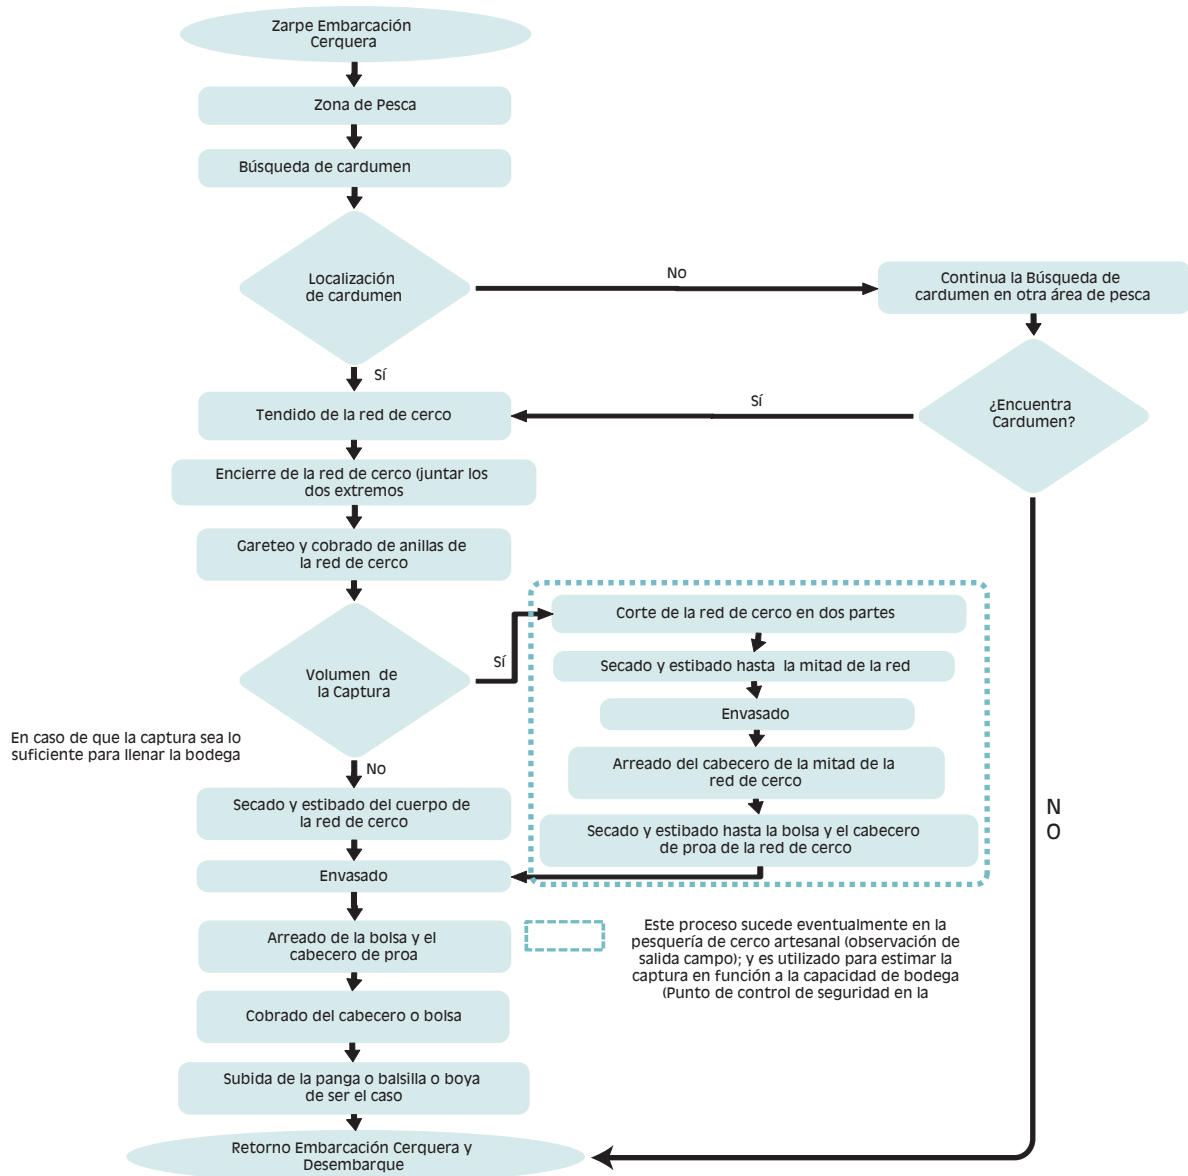 Zarpe Embarcación
Cerquera
Zona de Pesca
Búsqueda de cardumen
Localización
de cardumen
No
Continua la Búsqueda de
cardumen en otra área de pesca
Sí
¿Encuentra
Cardumen?
Sí
Tendido de la red de cerco
Encierre de la red de cerco (juntar los
dos extremos
Gareteo y cobrado de anillas de
la red de cerco
Volumen de
la Captura
Sí
Corte de la red de cerco en dos partes
Secado y estibado hasta la mitad de la red
Envasado
Arreado del cabecero de la mitad de la
red de cerco
Secado y estibado hasta la bolsa y el cabecero
de proa de la red de cerco
En caso de que la captura sea lo
suficiente para llenar la bodega
No
Secado y estibado del cuerpo de
la red de cerco
Envasado
N
O
Arreado de la bolsa y el
cabecero de proa
Este proceso sucede eventualmente en la
pesquería de cerco artesanal (observación de
salida campo); y es utilizado para estimar la
captura en función a la capacidad de bodega
(Punto de control de seguridad en la
Cobrado del cabecero o bolsa
Subida de la panga o balsilla o boya
de ser el caso
Retorno Embarcación Cerquera y
Desembarque